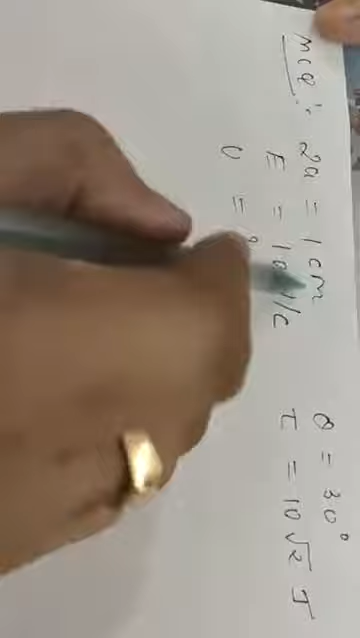 MCQ:
2a = 1 cm
θ = 30°
E = 10 /C
τ = 10√2 J
=